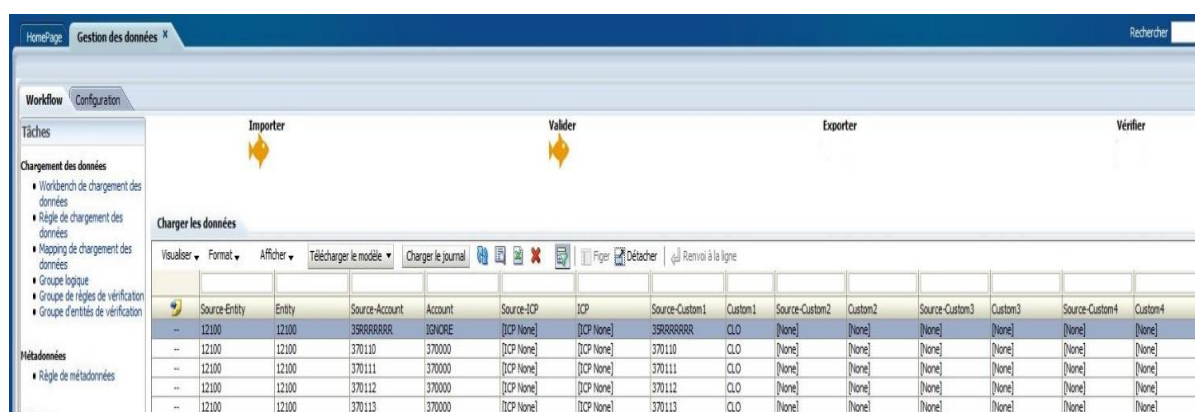 HomePage Gestion des données × Rechercher
Workflow Configuration
Tâches
Importer Valider Exporter Vérifier
Chargement des données
Workbench de chargement des
données
Règle de chargement des
données
Mapping de chargement des
données
Groupe logique
Groupe de règles de vérification
Groupe d'entités de vérification
Métadonnées
Règle de métadonnées
Charger les données
Visualiser Format Afficher Télécharger le modèle Charger le journal Figer Détacher Renvoi à la ligne
Source-Entity Entity Source-Account Account Source-ICP ICP Source-Custom1 Custom1 Source-Custom2 Custom2 Source-Custom3 Custom3 Source-Custom4 Custom4
-- 12100 12100 35RRRRRRR IGNORE [ICP None] [ICP None] 35RRRRRRR CLO [None] [None] [None] [None] [None] [None]
-- 12100 12100 370110 370000 [ICP None] [ICP None] 370110 CLO [None] [None] [None] [None] [None] [None]
-- 12100 12100 370111 370000 [ICP None] [ICP None] 370111 CLO [None] [None] [None] [None] [None] [None]
-- 12100 12100 370112 370000 [ICP None] [ICP None] 370112 CLO [None] [None] [None] [None] [None] [None]
-- 12100 12100 370113 370000 [ICP None] [ICP None] 370113 CLO [None] [None] [None] [None] [None] [None]